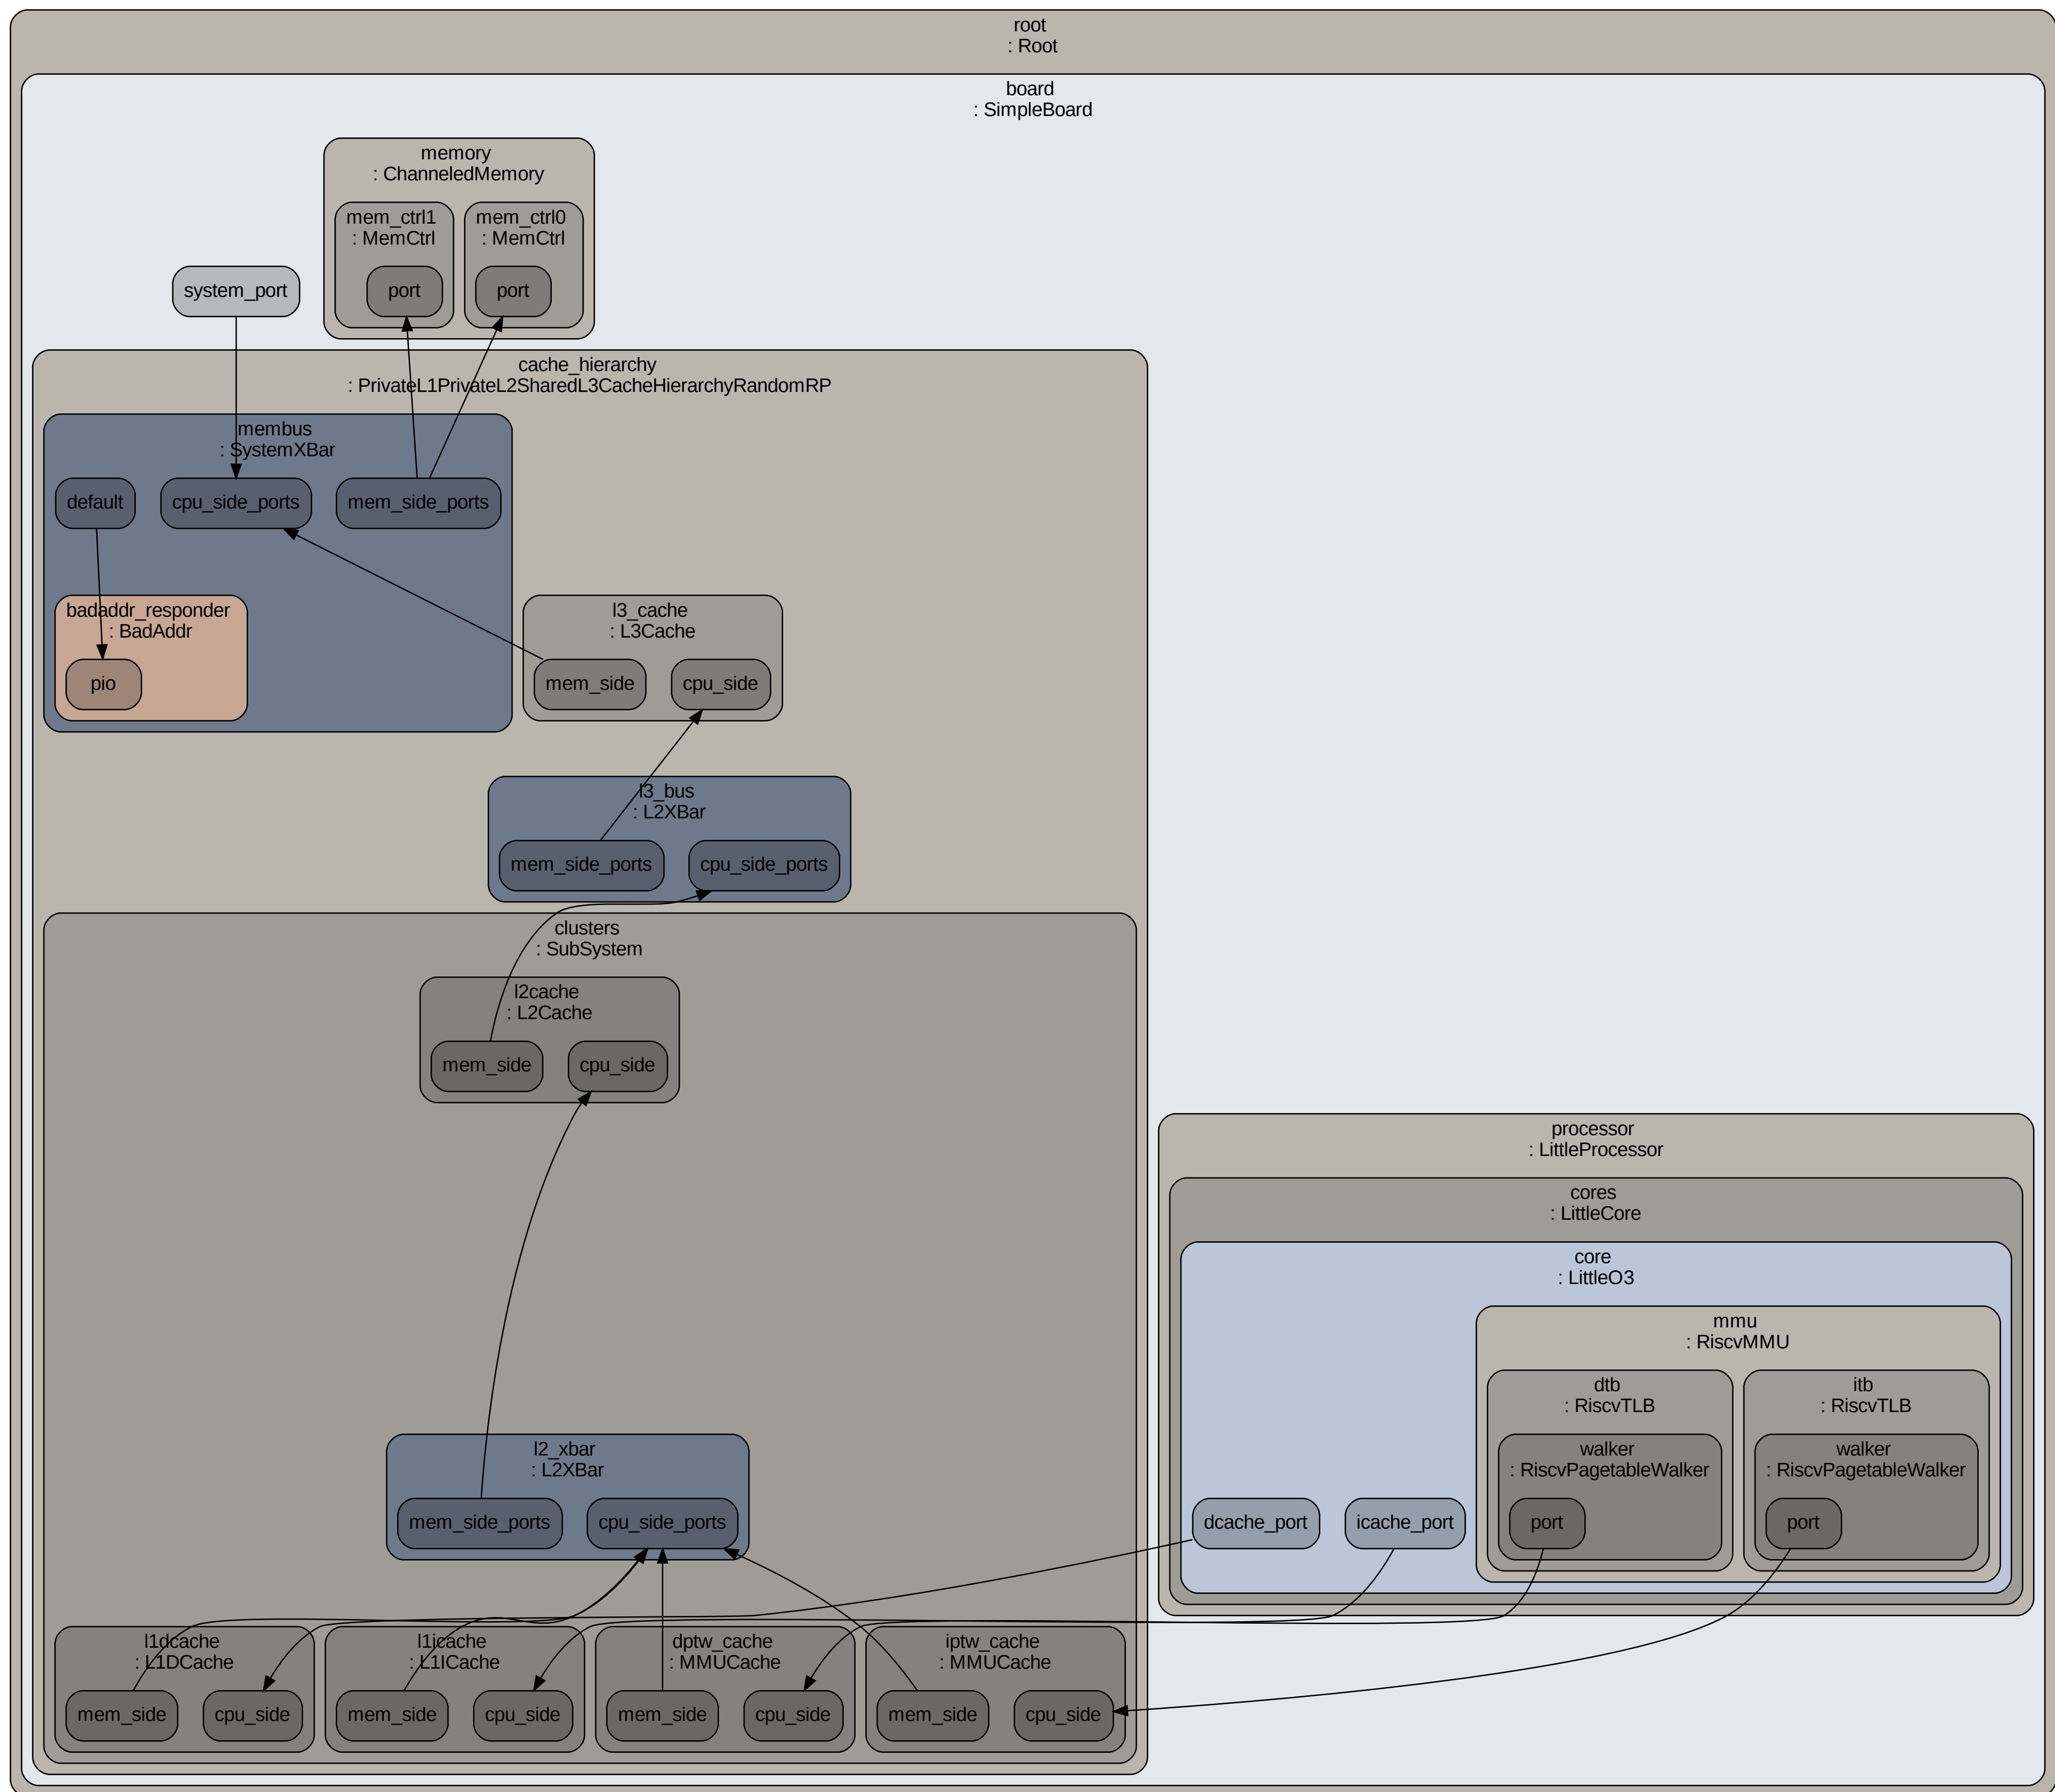 root
: Root
board
: SimpleBoard
memory
: ChanneledMemory
mem_ctrl1
: MemCtrl
port
mem_ctrl0
: MemCtrl
port
system_port
cache_hierarchy
: PrivateL1PrivateL2SharedL3CacheHierarchyRandomRP
membus
: SystemXBar
default
cpu_side_ports
mem_side_ports
badaddr_responder
: BadAddr
pio
l3_cache
: L3Cache
mem_side
cpu_side
l3_bus
: L2XBar
mem_side_ports
cpu_side_ports
clusters
: SubSystem
l2cache
: L2Cache
mem_side
cpu_side
l2_xbar
: L2XBar
mem_side_ports
cpu_side_ports
l1dcache
: L1DCache
mem_side
cpu_side
l1icache
: L1ICache
mem_side
cpu_side
dptw_cache
: MMUCache
mem_side
cpu_side
iptw_cache
: MMUCache
mem_side
cpu_side
processor
: LittleProcessor
cores
: LittleCore
core
: LittleO3
mmu
: RiscvMMU
dtb
: RiscvTLB
walker
: RiscvPagetableWalker
port
itb
: RiscvTLB
walker
: RiscvPagetableWalker
port
dcache_port
icache_port